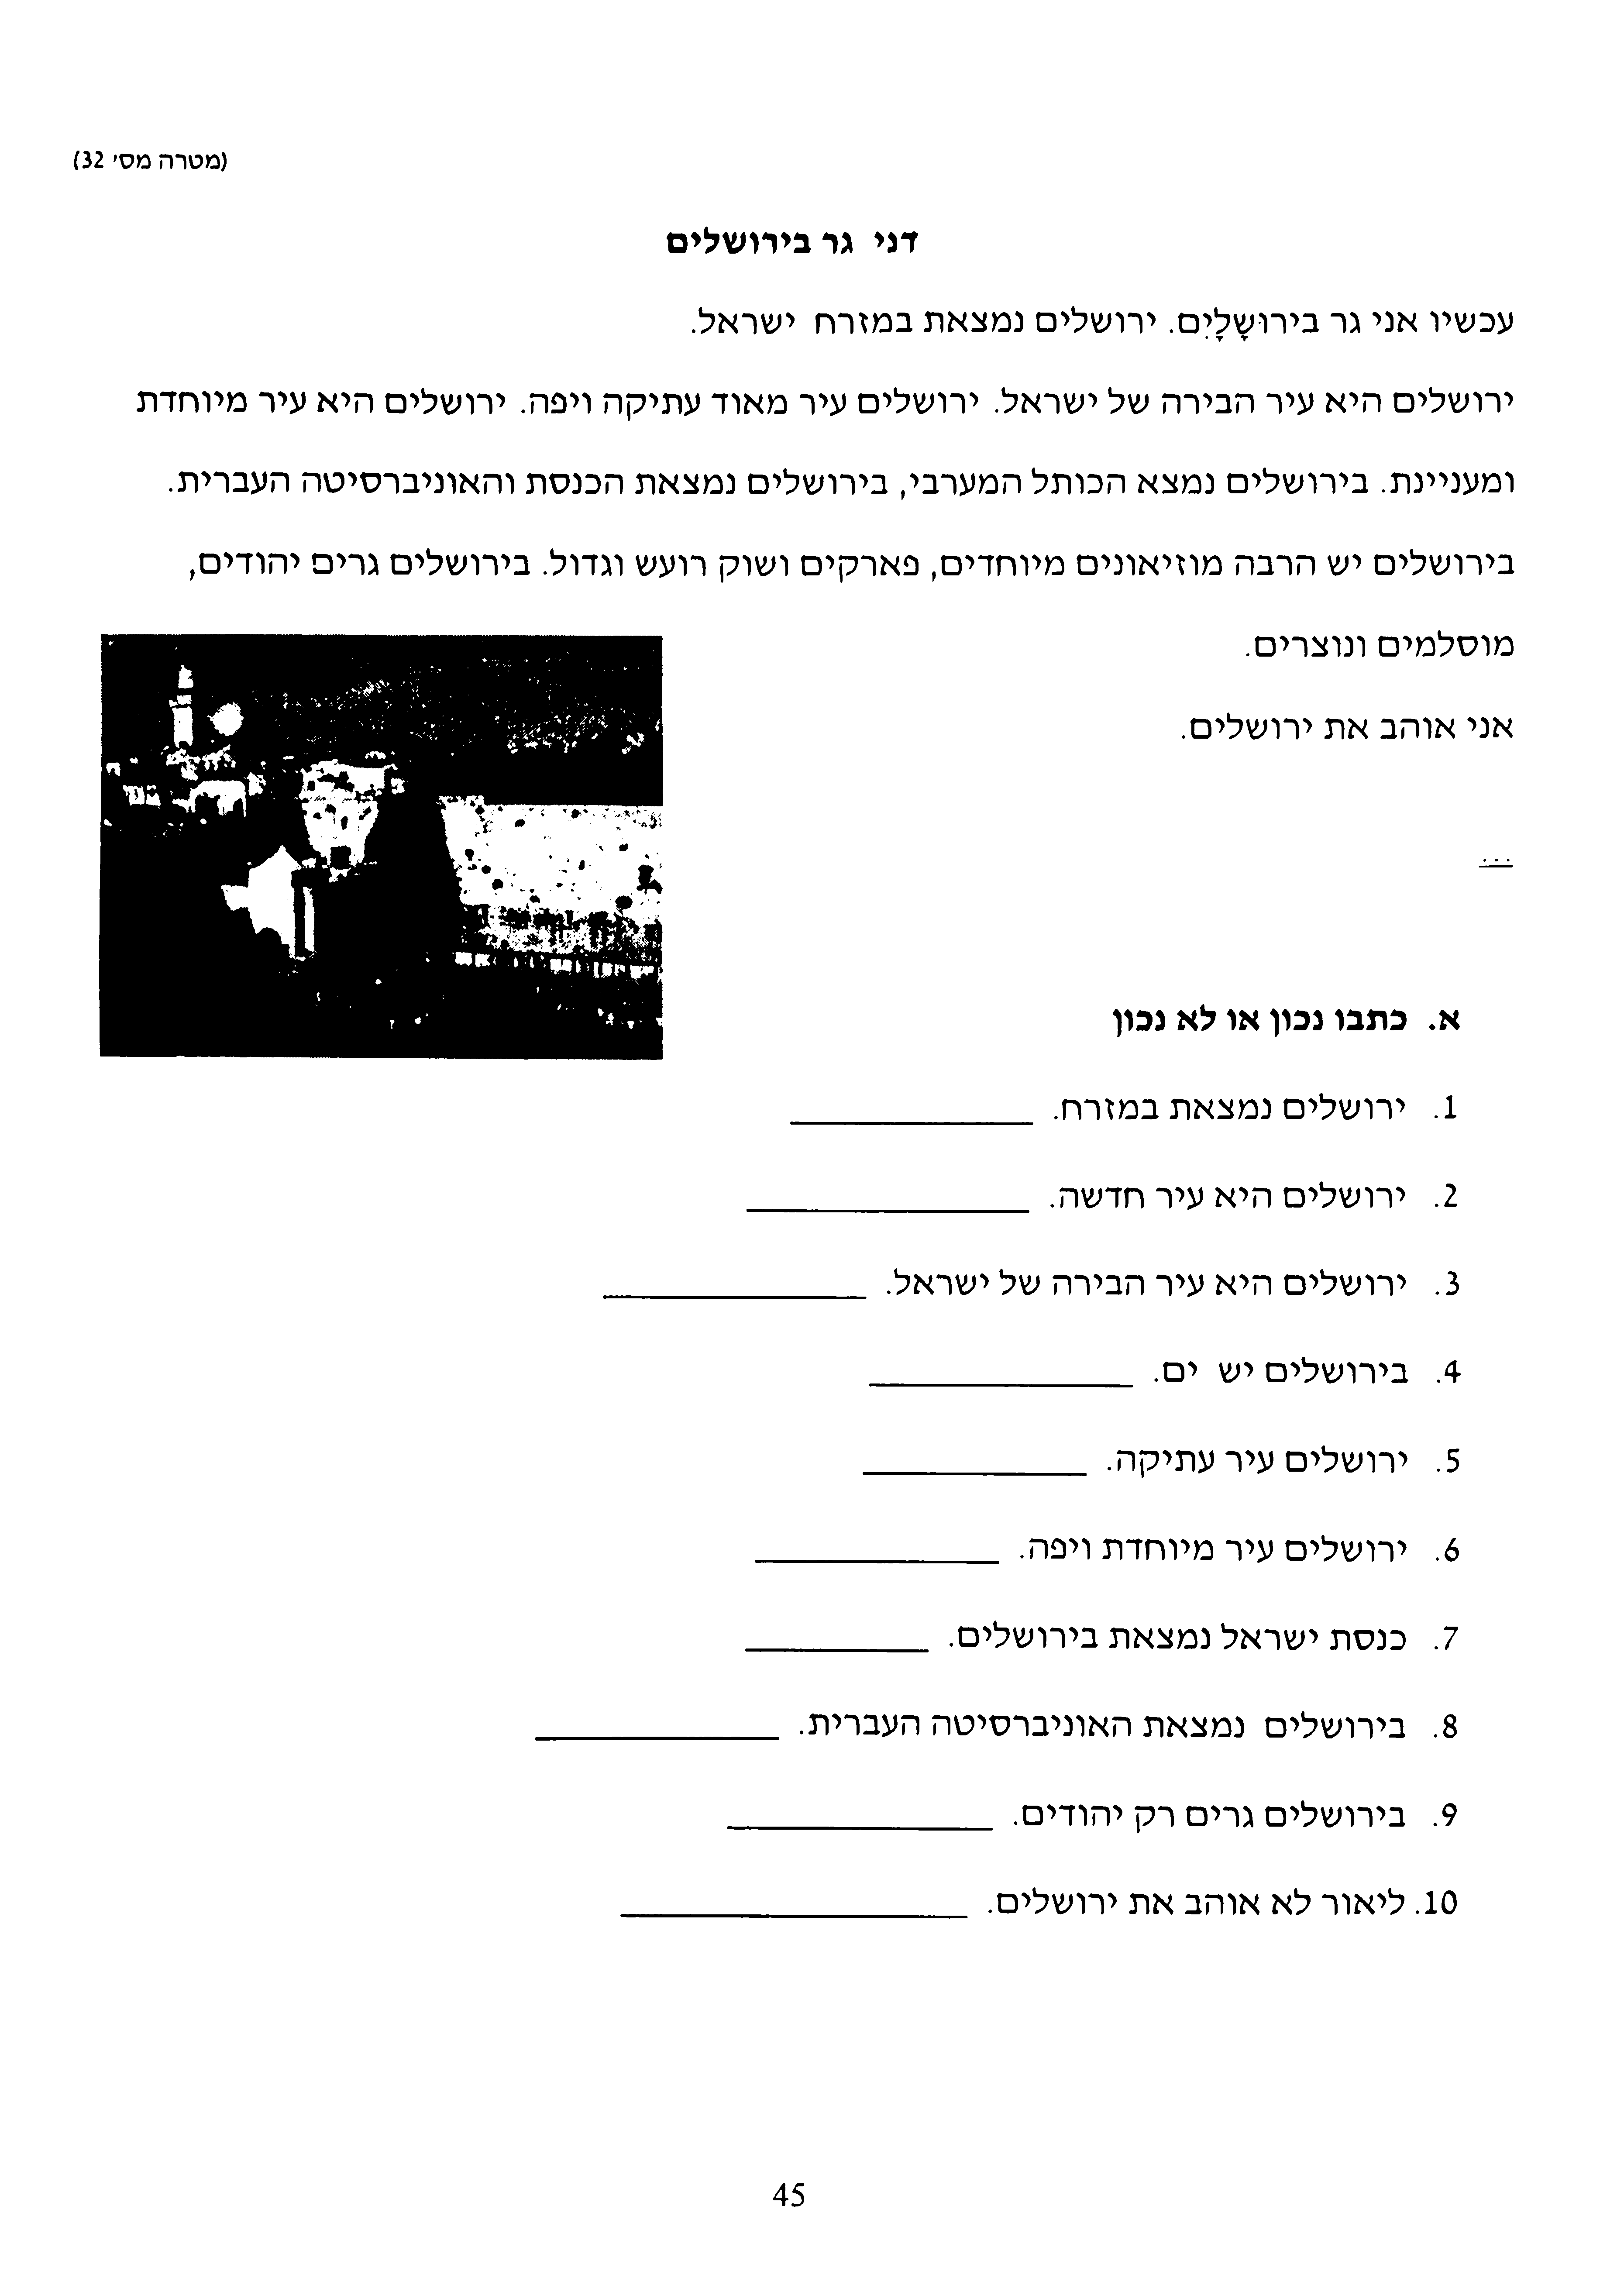 (מטרה מס' 32)
דני גר בירושלים
עכשיו אני גר בירוּשָלָיִם. ירושלים נמצאת במזרח ישראל.
ירושלים היא עיר הבירה של ישראל. ירושלים עיר מאוד עתיקה ויפה. ירושלים היא עיר מיוחדת
ומעניינת. בירושלים נמצא הכותל המערבי, בירושלים נמצאת הכנסת והאוניברסיטה העברית.
בירושלים יש הרבה מוזיאונים מיוחדים, פארקים ושוק רועש וגדול. בירושלים גרים יהודים,
מוסלמים ונוצרים.
אני אוהב את ירושלים.
...
א. כתבו נכון או לא נכון
1. ירושלים נמצאת במזרח. ____________
2. ירושלים היא עיר חדשה. ____________
3. ירושלים היא עיר הבירה של ישראל. ____________
4. בירושלים יש ים. ____________
5. ירושלים עיר עתיקה. ____________
6. ירושלים עיר מיוחדת ויפה. ____________
7. כנסת ישראל נמצאת בירושלים. ____________
8. בירושלים נמצאת האוניברסיטה העברית. ____________
9. בירושלים גרים רק יהודים. ____________
10. ליאור לא אוהב את ירושלים. ____________
45